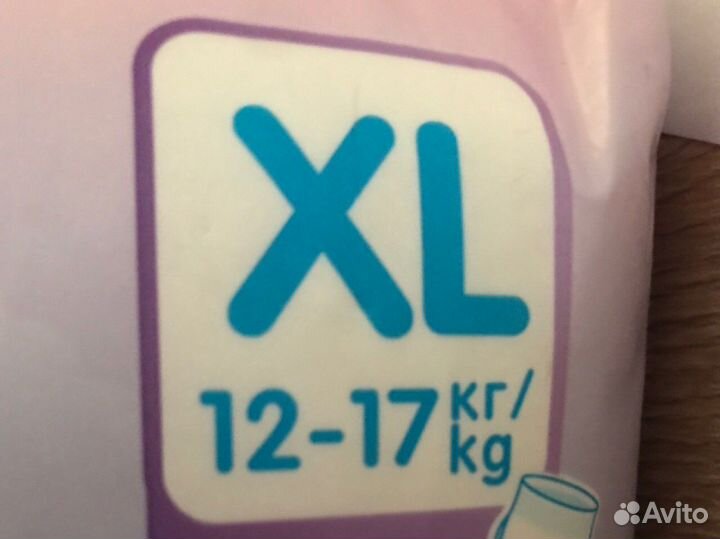 XL
12-17 кг/
kg
Avito